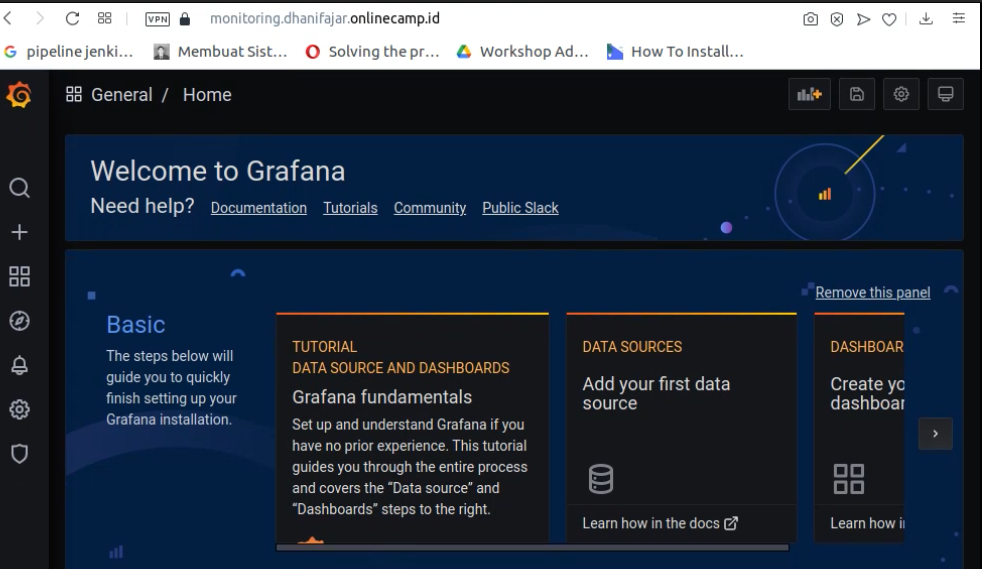 VPN monitoring.dhanifajar.onlinecamp.id
pipeline jenki... Membuat Sist... Solving the pr... Workshop Ad... How To Install...
General / Home
Welcome to Grafana
Need help? Documentation Tutorials Community Public Slack
Remove this panel
Basic
The steps below will
guide you to quickly
finish setting up your
Grafana installation.
TUTORIAL
DATA SOURCE AND DASHBOARDS
Grafana fundamentals
Set up and understand Grafana if you
have no prior experience. This tutorial
guides you through the entire process
and covers the “Data source” and
“Dashboards” steps to the right.
DATA SOURCES
Add your first data
source
Learn how in the docs
DASHBOAR
Create yo
dashboar
Learn how i